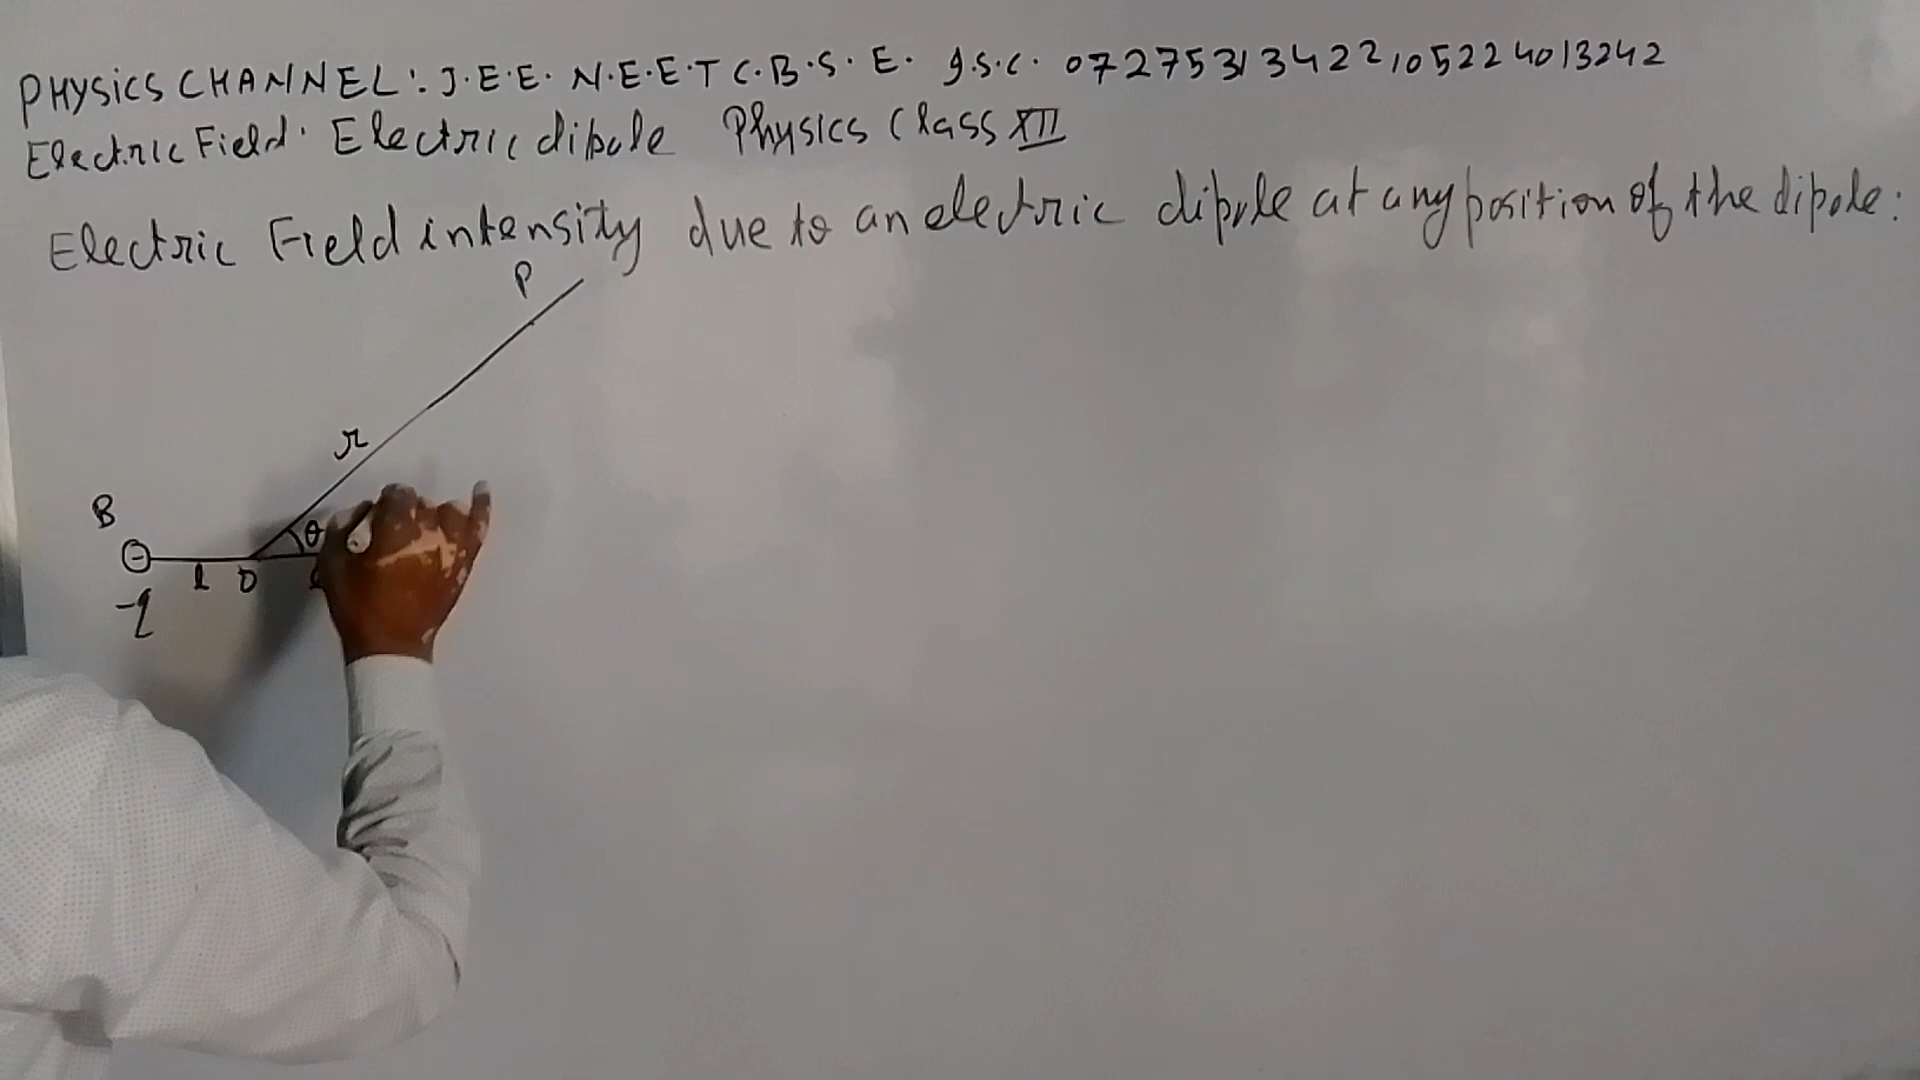 PHYSICS CHANNEL: J.E.E. N.E.E.T C.B.S.E. I.S.C. 07275313422, 05224013242
Electric Field. Electric dipole Physics Class XII
Electric Field intensity due to an electric dipole at any position of the dipole:
P
r
B
θ
l O
-q